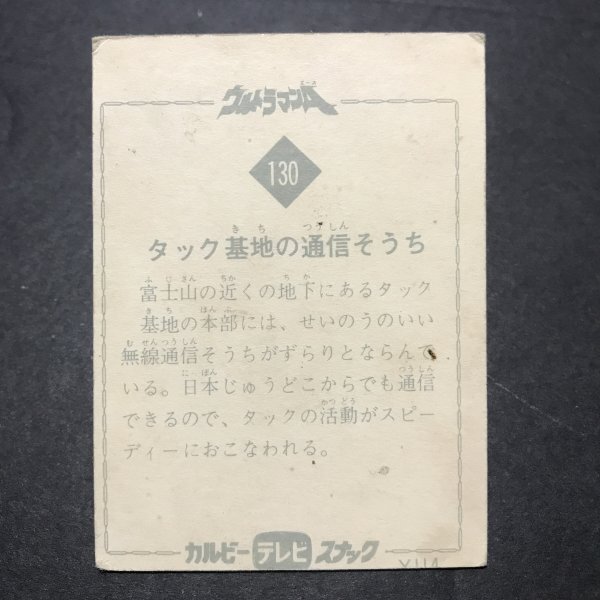 ウルトラマンA
130
タック基地の通信そうち
富士山の近くの地下にあるタック
基地の本部には、せいのうのいい
無線通信そうちがずらりとならんで
いる。日本じゅうどこからでも通信
できるので、タックの活動がスピー
ディーにおこなわれる。
カルビー テレビ スナック